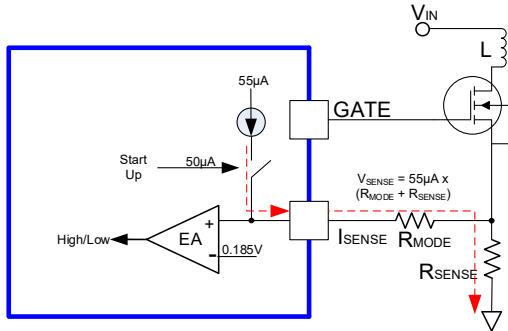 VIN
L
55µA
GATE
Start
Up
50µA
VSENSE = 55µA x
(RMODE + RSENSE)
EA
+
-
0.185V
High/Low
ISENSE
RMODE
RSENSE